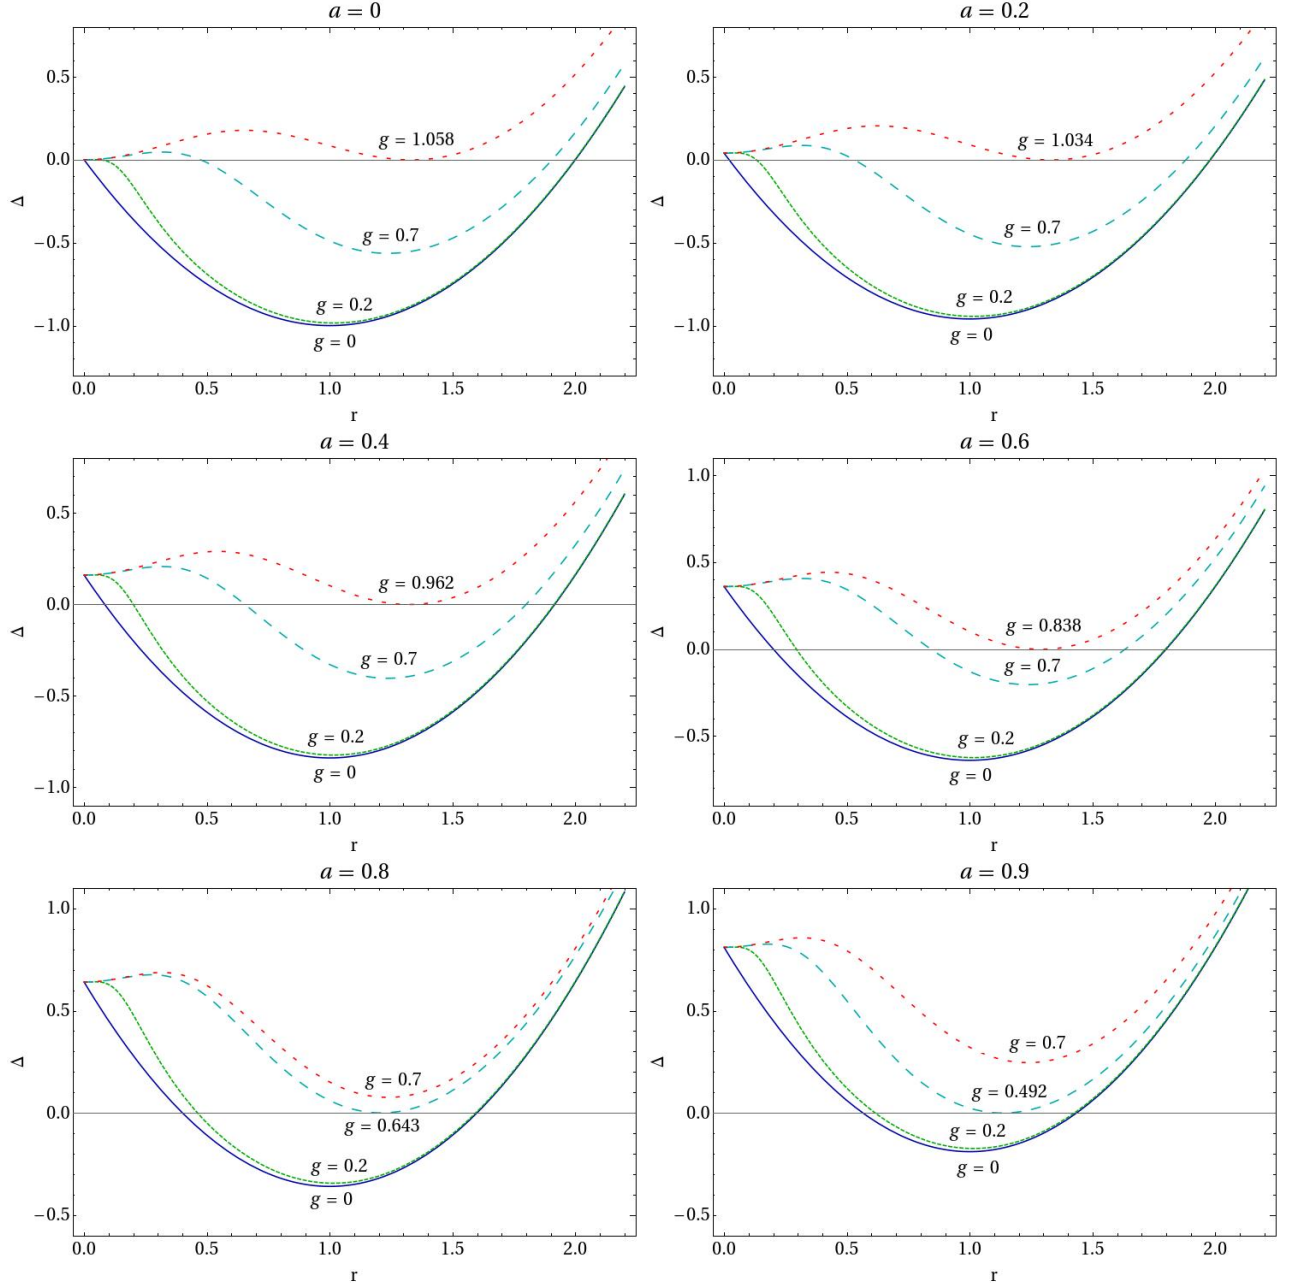 a = 0
0.5
0.0
−0.5
−1.0
Δ
g = 1.058
g = 0.7
g = 0.2
g = 0
0.0 0.5 1.0 1.5 2.0
r
a = 0.2
0.5
0.0
−0.5
−1.0
Δ
g = 1.034
g = 0.7
g = 0.2
g = 0
0.0 0.5 1.0 1.5 2.0
r
a = 0.4
0.5
0.0
−0.5
−1.0
Δ
g = 0.962
g = 0.7
g = 0.2
g = 0
0.0 0.5 1.0 1.5 2.0
r
a = 0.6
1.0
0.5
0.0
−0.5
Δ
g = 0.838
g = 0.7
g = 0.2
g = 0
0.0 0.5 1.0 1.5 2.0
r
a = 0.8
1.0
0.5
0.0
−0.5
Δ
g = 0.7
g = 0.643
g = 0.2
g = 0
0.0 0.5 1.0 1.5 2.0
r
a = 0.9
1.0
0.5
0.0
−0.5
Δ
g = 0.7
g = 0.492
g = 0.2
g = 0
0.0 0.5 1.0 1.5 2.0
r